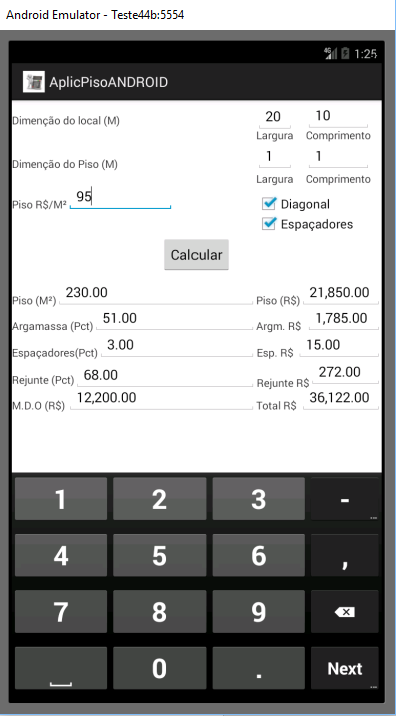 Android Emulator - Teste44b:5554
4G 1:25
AplicPisoANDROID
Dimenção do local (M) 20 10
Largura Comprimento
Dimenção do Piso (M) 1 1
Largura Comprimento
Piso R$/M² 95 Diagonal
Espaçadores
Calcular
Piso (M²) 230.00 Piso (R$) 21,850.00
Argamassa (Pct) 51.00 Argm. R$ 1,785.00
Espaçadores(Pct) 3.00 Esp. R$ 15.00
Rejunte (Pct) 68.00 Rejunte R$ 272.00
M.D.O (R$) 12,200.00 Total R$ 36,122.00
1 2 3 -
4 5 6 ,
7 8 9
0 . Next